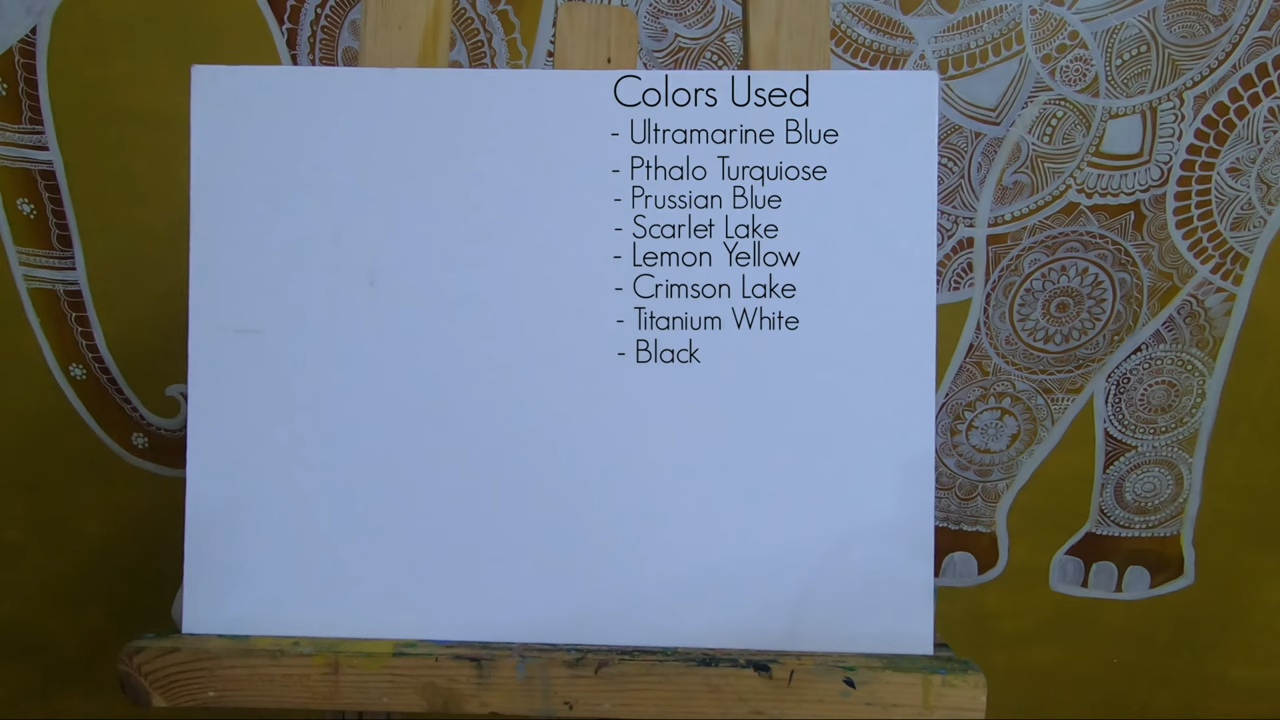 Colors Used
- Ultramarine Blue
- Pthalo Turquiose
- Prussian Blue
- Scarlet Lake
- Lemon Yellow
- Crimson Lake
- Titanium White
- Black